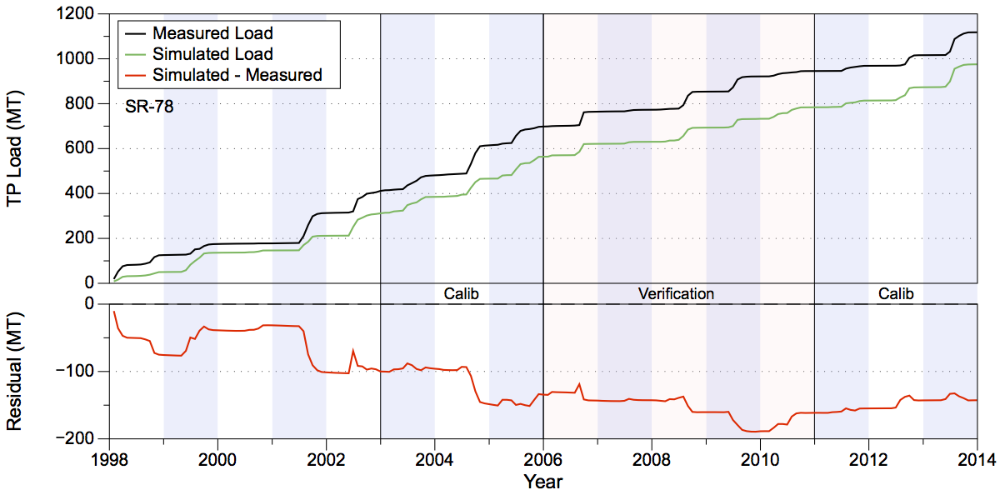 1200
1000
800
600
400
200
0
TP Load (MT)
Measured Load
Simulated Load
Simulated - Measured
SR-78
Calib
Verification
Calib
0
−100
−200
Residual (MT)
1998
2000
2002
2004
2006
2008
2010
2012
2014
Year